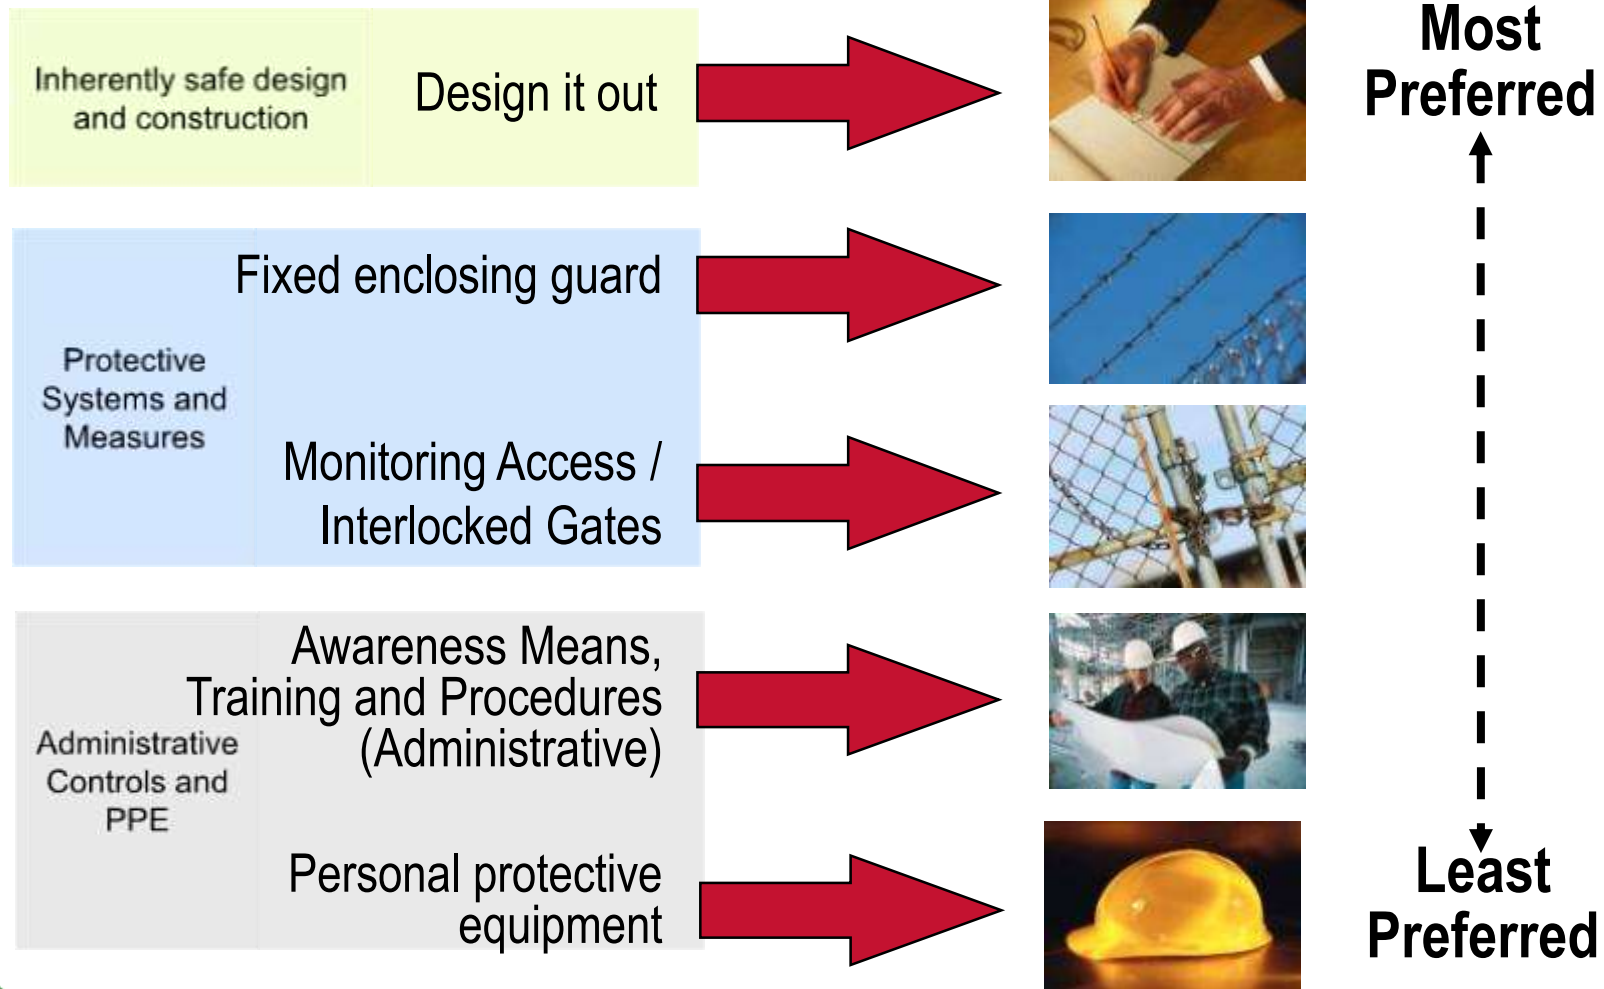 Inherently safe design
and construction
Design it out
Most
Preferred
Protective
Systems and
Measures
Fixed enclosing guard
Monitoring Access /
Interlocked Gates
Administrative
Controls and
PPE
Awareness Means,
Training and Procedures
(Administrative)
Personal protective
equipment
Least
Preferred